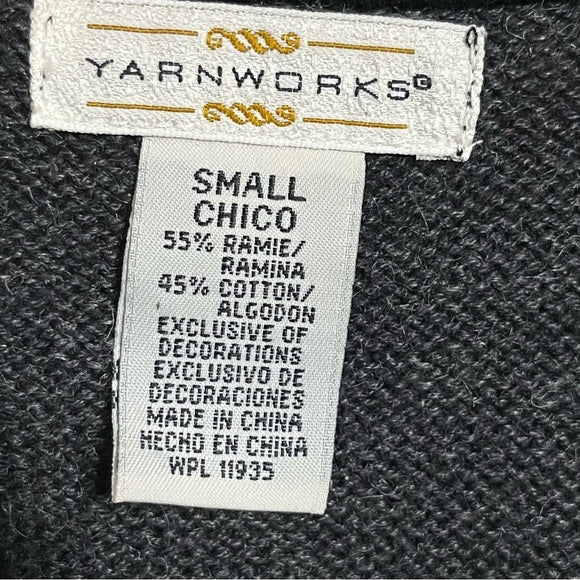 YARNWORKS®
SMALL
CHICO
55% RAMIE/
RAMINA
45% COTTON/
ALGODON
EXCLUSIVE OF
DECORATIONS
EXCLUSIVO DE
DECORACIONES
MADE IN CHINA
HECHO EN CHINA
WPL 11935